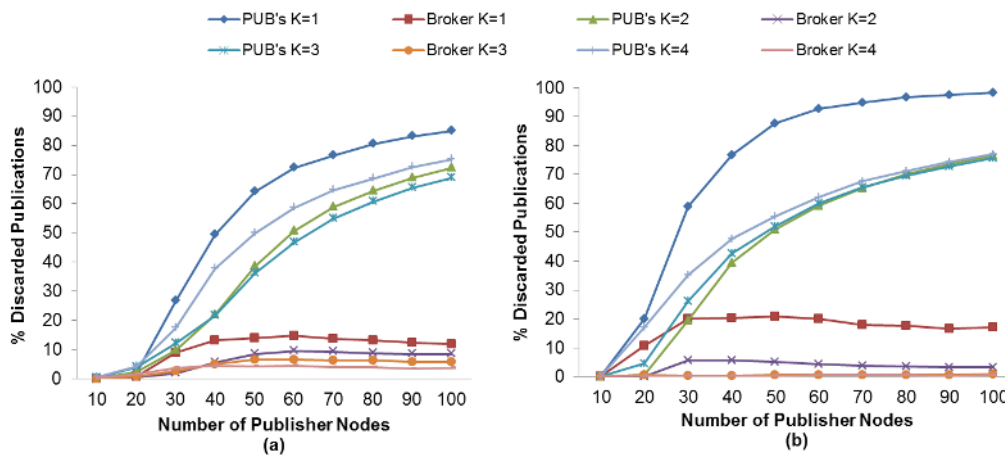 PUB's K=1 Broker K=1 PUB's K=2 Broker K=2
PUB's K=3 Broker K=3 PUB's K=4 Broker K=4
% Discarded Publications
100
90
80
70
60
50
40
30
20
10
0
10 20 30 40 50 60 70 80 90 100
Number of Publisher Nodes
(a)
% Discarded Publications
100
90
80
70
60
50
40
30
20
10
0
10 20 30 40 50 60 70 80 90 100
Number of Publisher Nodes
(b)